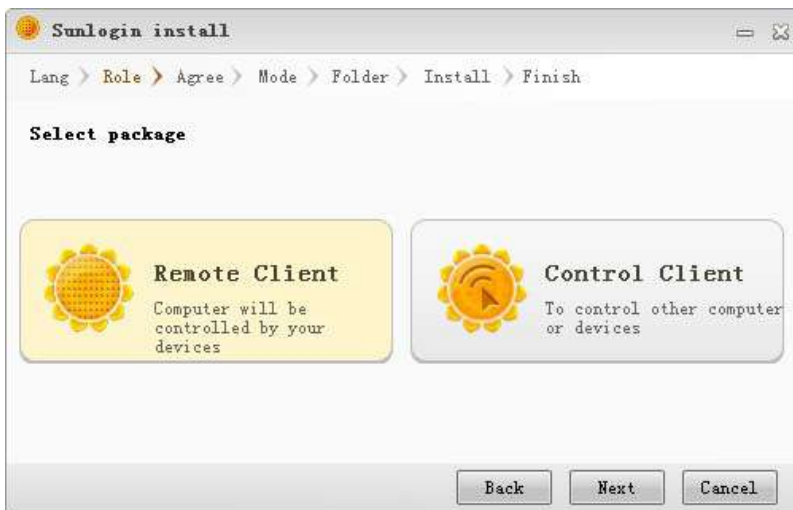 Sunlogin install
Lang > Role > Agree > Mode > Folder > Install > Finish
Select package
Remote Client
Computer will be
controlled by your
devices
Control Client
To control other computer
or devices
Back Next Cancel